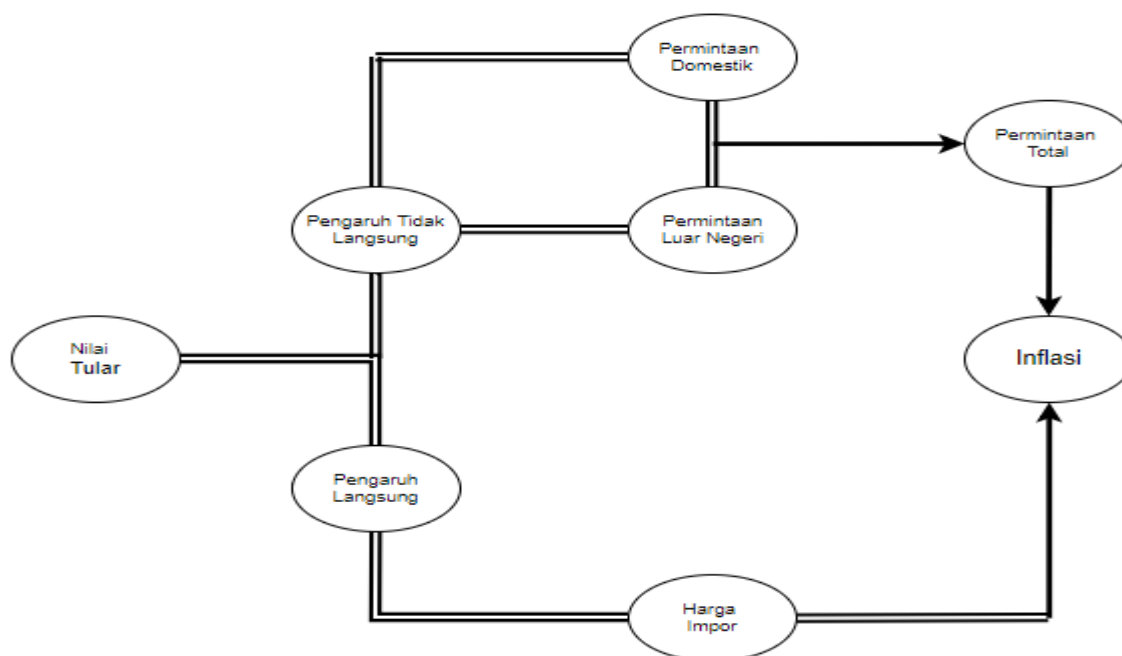 Permintaan
Domestik
Permintaan
Total
Pengaruh Tidak
Langsung
Permintaan
Luar Negeri
Nilai
Tular
Inflasi
Pengaruh
Langsung
Harga
Impor